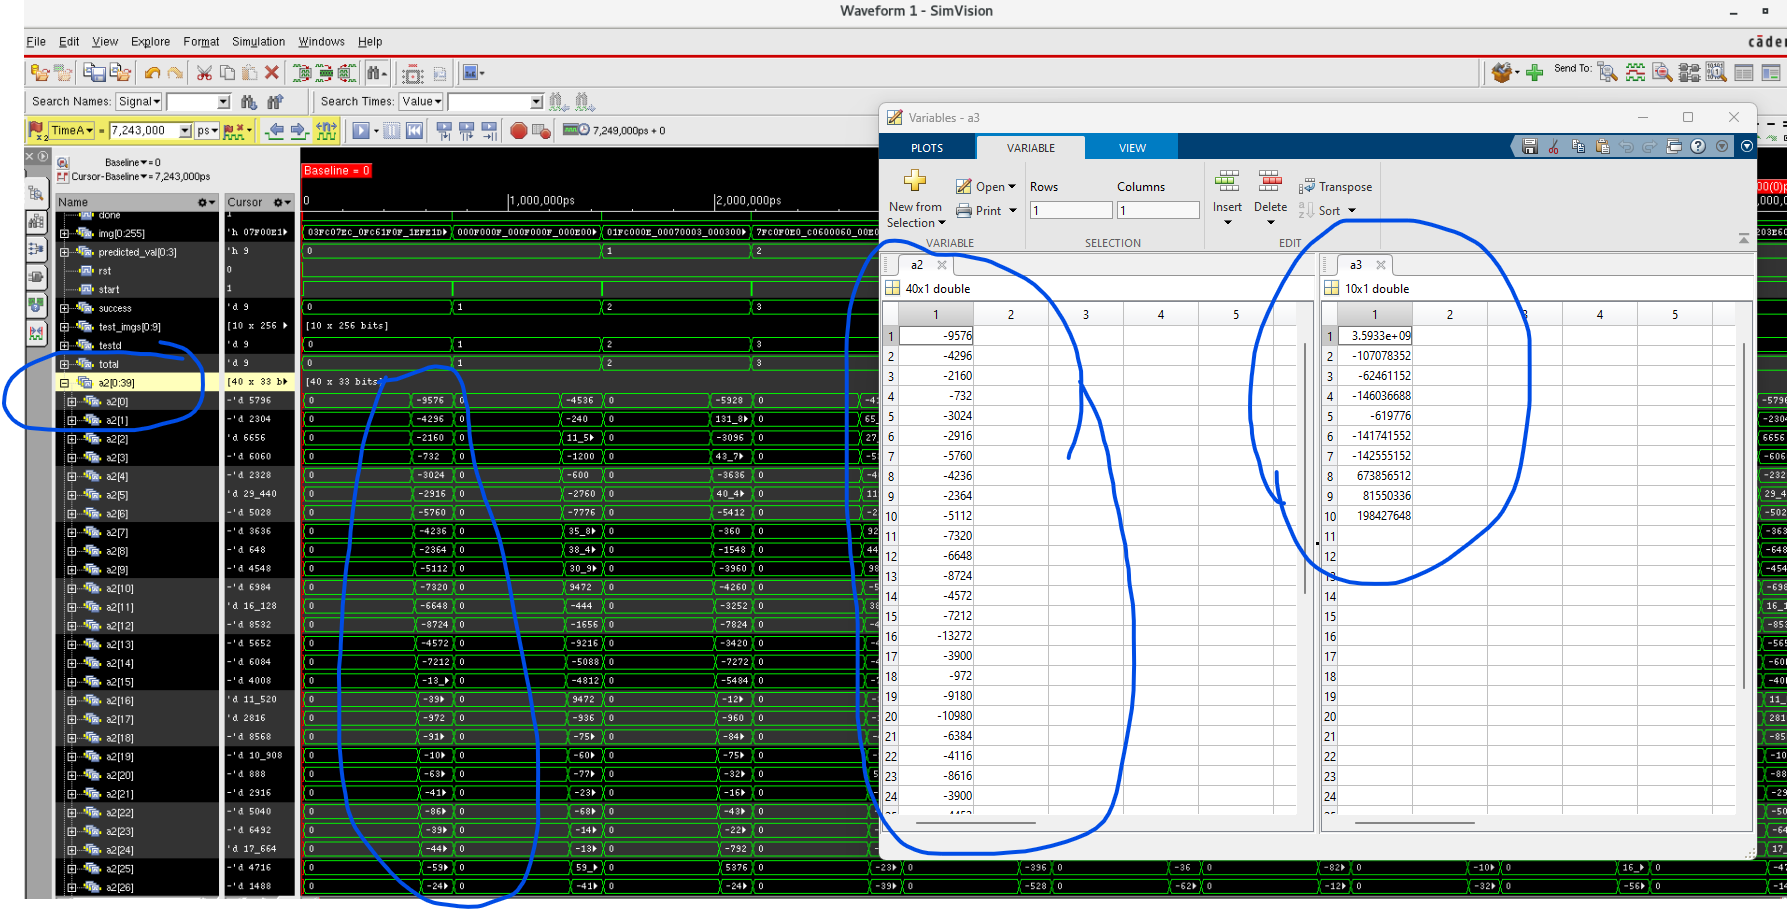 Waveform 1 - SimVision
File Edit View Explore Format Simulation Windows Help
Send To:
Search Names: Signal
Search Times: Value
TimeA = 7,243,000 ps
7,249,000ps + 0
Baseline = 0
Cursor-Baseline = 7,243,000ps
Baseline = 0
Name Cursor
0 1,000,000ps 2,000,000ps
done 1
img[0:255] 'h 07F00E1 03FC07EC_0FC61F0F_1EFE1D 000F000F_000F000F_000E00 01FC000E_00070003_000300 7FC0F0E0_C0600060_00E0
predicted_val[0:3] 'h 9 0 1 2
rst 0
start 1
success 'd 9 0 1 2 3
test_imgs[0:9] [10 x 256 [10 x 256 bits]
testd 'd 9 0 1 2 3
total 'd 9 0 1 2 3
a2[0:39] [40 x 33 b [40 x 33 bits]
a2[0] -'d 5796 0 -9576 0 -4536 0 -5928 0
a2[1] -'d 2304 0 -4296 0 -240 0 131_8 0
a2[2] 'd 6656 0 -2160 0 11_5 0 -3096 0
a2[3] -'d 6060 0 -732 0 -1200 0 43_7 0
a2[4] -'d 2328 0 -3024 0 -600 0 -3636 0
a2[5] 'd 29_440 0 -2916 0 -2760 0 40_4 0
a2[6] -'d 5028 0 -5760 0 -7776 0 -5412 0
a2[7] -'d 3636 0 -4236 0 35_8 0 -360 0
a2[8] -'d 648 0 -2364 0 38_4 0 -1548 0
a2[9] -'d 4548 0 -5112 0 30_9 0 -3960 0
a2[10] -'d 6984 0 -7320 0 9472 0 -4260 0
a2[11] 'd 16_128 0 -6648 0 -444 0 -3252 0
a2[12] -'d 8532 0 -8724 0 -1656 0 -7824 0
a2[13] -'d 5652 0 -4572 0 -9216 0 -3420 0
a2[14] -'d 6084 0 -7212 0 -5088 0 -7272 0
a2[15] -'d 4008 0 -13_ 0 -4812 0 -5484 0
a2[16] 'd 11_520 0 -39 0 9472 0 -12 0
a2[17] 'd 2816 0 -972 0 -936 0 -960 0
a2[18] -'d 8568 0 -91 0 -75 0 -84 0
a2[19] -'d 10_908 0 -10 0 -60 0 -75 0
a2[20] -'d 888 0 -63 0 -77 0 -32 0
a2[21] -'d 2916 0 -41 0 -23 0 -16 0
a2[22] -'d 5040 0 -86 0 -68 0 -43 0
a2[23] -'d 6492 0 -39 0 -14 0 -22 0
a2[24] 'd 17_664 0 -44 0 -13 0 -792 0
a2[25] -'d 4716 0 -59 0 59_ 0 5376 0 -23 0 -396 0 -36 0 -82 0 -10 0 16_ 0
a2[26] -'d 1488 0 -24 0 -41 0 -24 0 -39 0 -528 0 -62 0 -12 0 -32 0 -56 0
Variables - a3
PLOTS VARIABLE VIEW
New from Selection
Open
Print
Rows Columns
1 1
Insert Delete
Transpose
Sort
VARIABLE SELECTION EDIT
a2
40x1 double
1 2 3 4 5
1 -9576
2 -4296
3 -2160
4 -732
5 -3024
6 -2916
7 -5760
8 -4236
9 -2364
10 -5112
11 -7320
12 -6648
13 -8724
14 -4572
15 -7212
16 -13272
17 -3900
18 -972
19 -9180
20 -10980
21 -6384
22 -4116
23 -8616
24 -3900
a3
10x1 double
1 2 3 4 5
1 3.5933e+09
2 -107078352
3 -62461152
4 -146036688
5 -619776
6 -141741552
7 -142555152
8 673856512
9 81550336
10 198427648
11
12
13
14
15
16
17
18
19
20
21
22
23
24